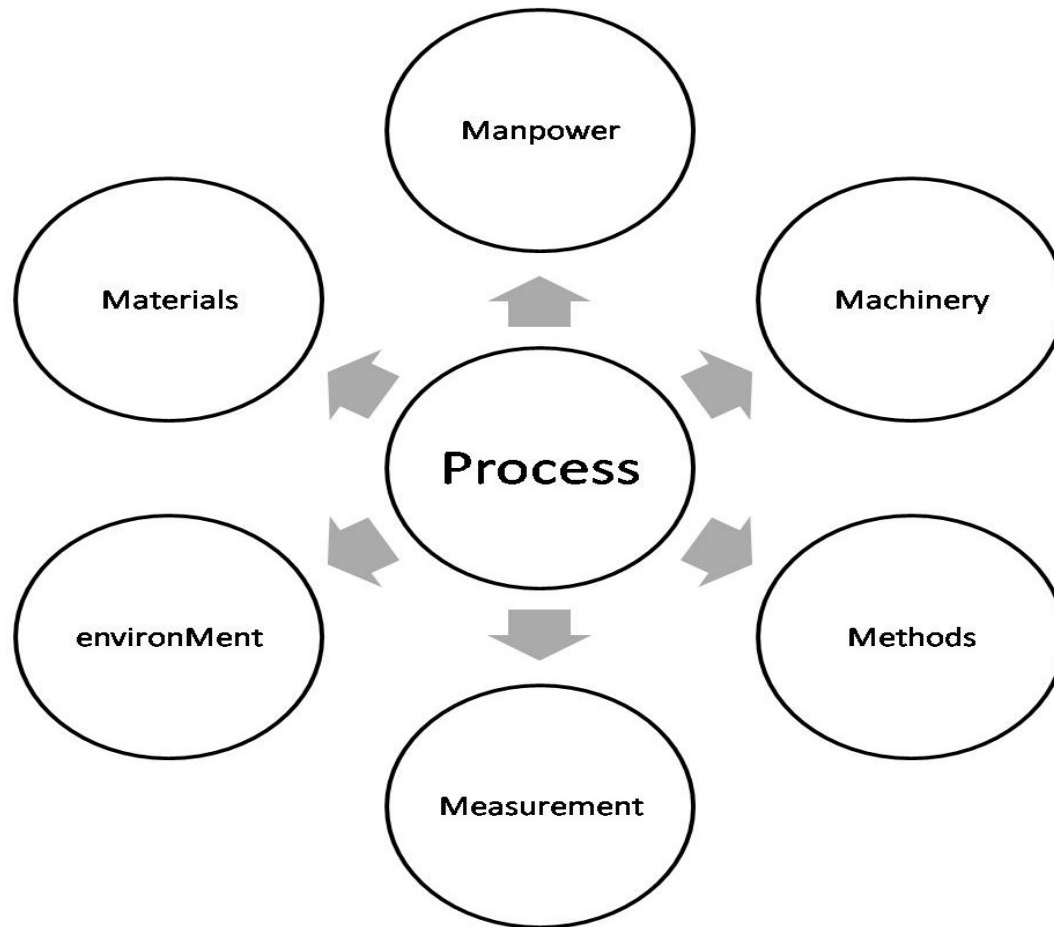 Manpower
Materials
Machinery
Process
environMent
Methods
Measurement